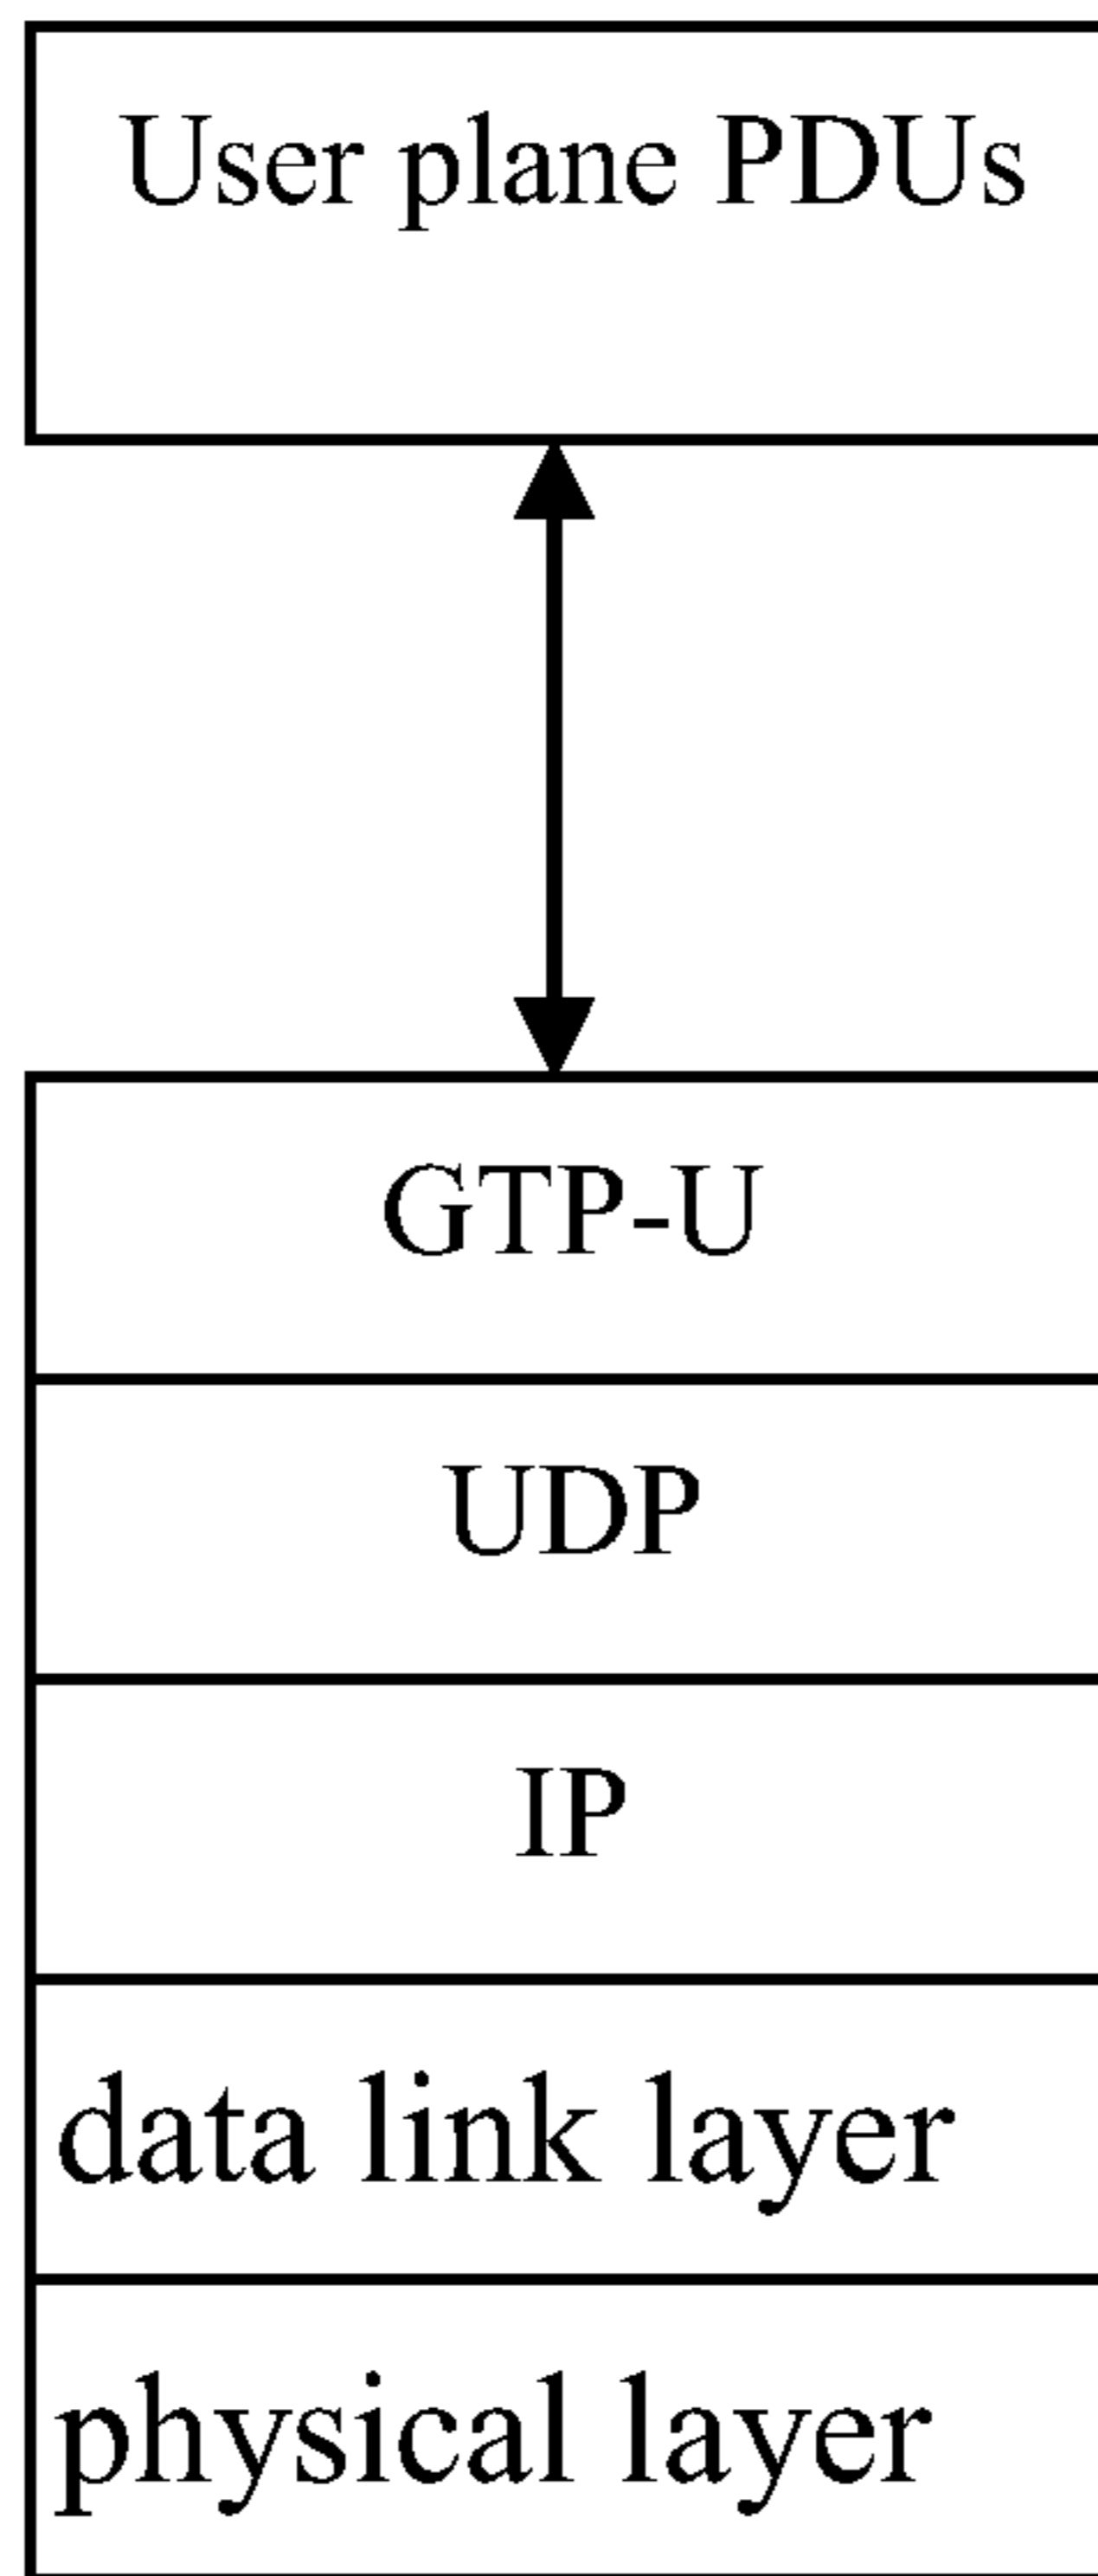 User plane PDUs
GTP-U
UDP
IP
data link layer
physical layer